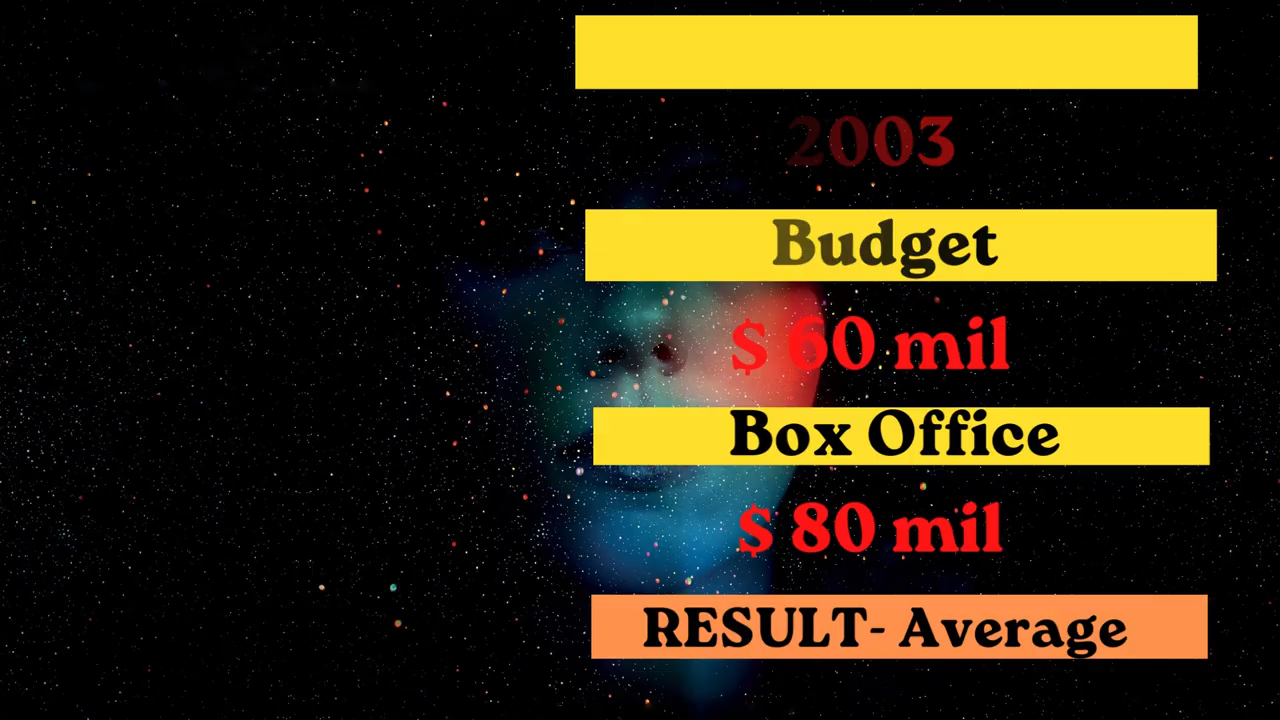 2003
Budget
$ 60 mil
Box Office
$ 80 mil
RESULT- Average